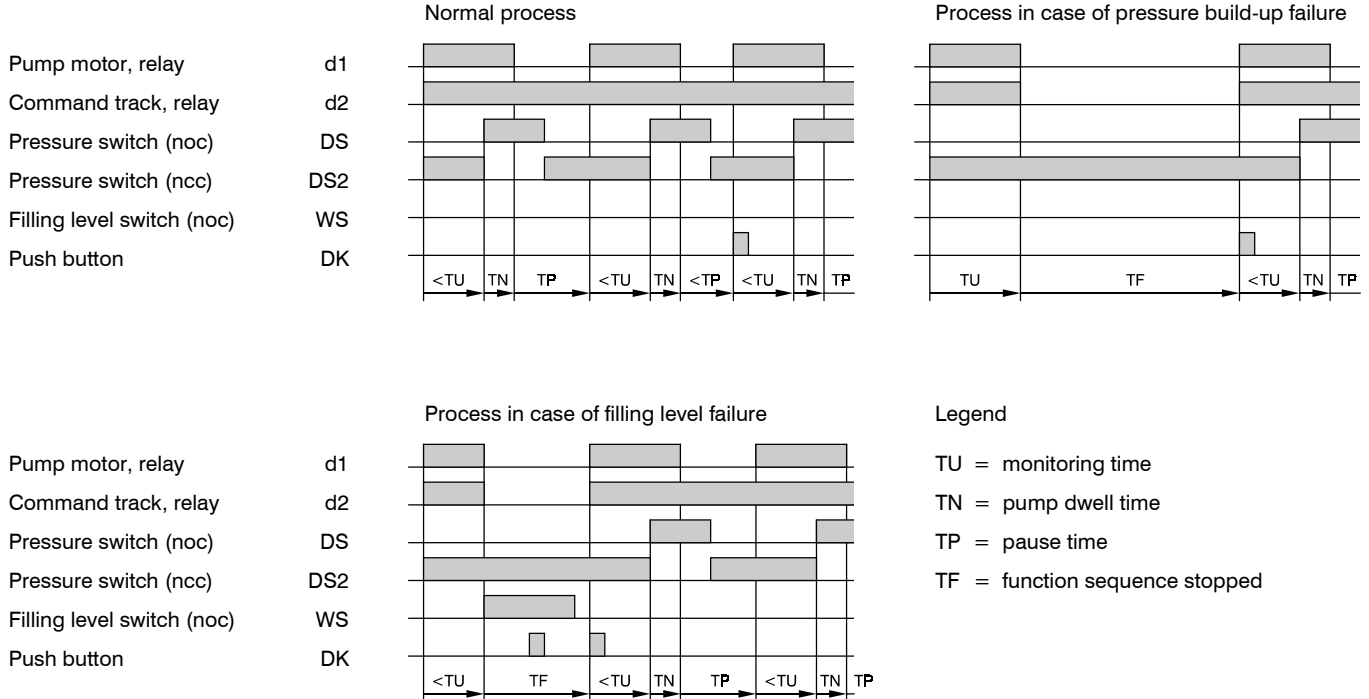 Normal process
Process in case of pressure build-up failure
Pump motor, relay d1
Command track, relay d2
Pressure switch (noc) DS
Pressure switch (ncc) DS2
Filling level switch (noc) WS
Push button DK
<TU TN TP <TU TN <TP <TU TN TP
TU TF <TU TN TP
Process in case of filling level failure
Pump motor, relay d1
Command track, relay d2
Pressure switch (noc) DS
Pressure switch (ncc) DS2
Filling level switch (noc) WS
Push button DK
<TU TF <TU TN TP <TU TN TP
Legend
TU = monitoring time
TN = pump dwell time
TP = pause time
TF = function sequence stopped